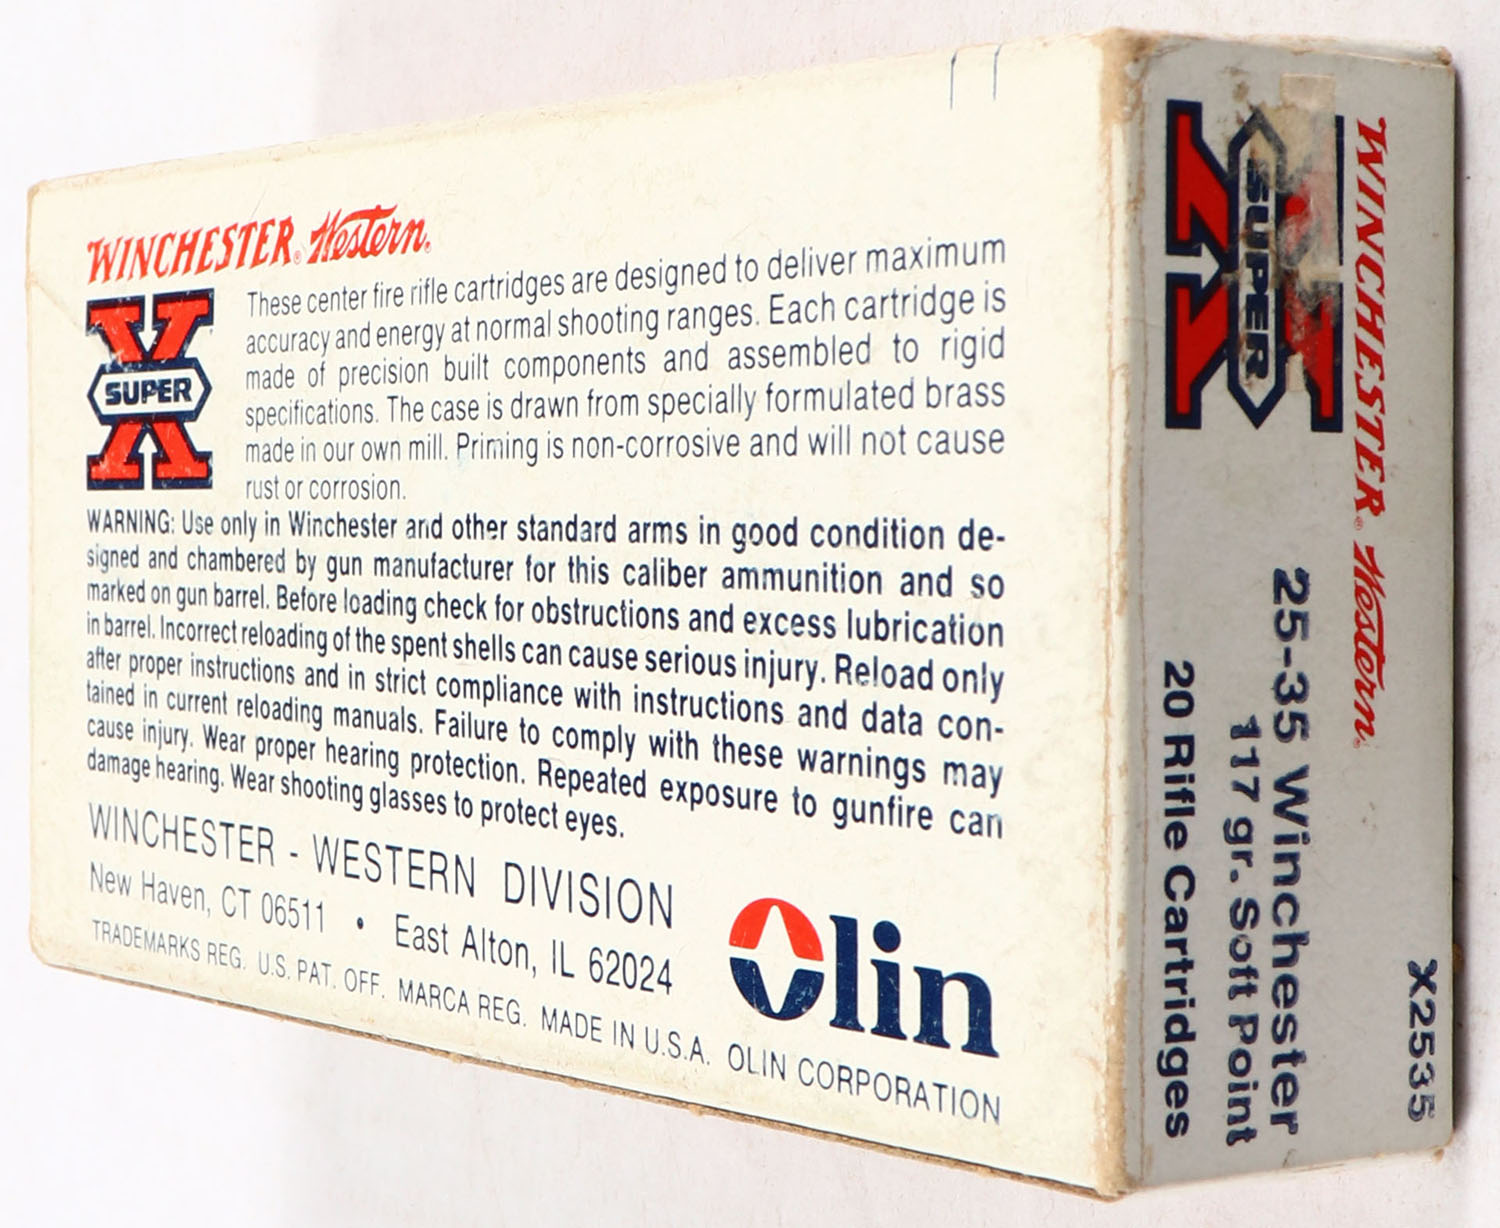 WINCHESTER® Western®
SUPER X
These center fire rifle cartridges are designed to deliver maximum
accuracy and energy at normal shooting ranges. Each cartridge is
made of precision built components and assembled to rigid
specifications. The case is drawn from specially formulated brass
made in our own mill. Priming is non-corrosive and will not cause
rust or corrosion.
WARNING: Use only in Winchester and other standard arms in good condition de-
signed and chambered by gun manufacturer for this caliber ammunition and so
marked on gun barrel. Before loading check for obstructions and excess lubrication
in barrel. Incorrect reloading of the spent shells can cause serious injury. Reload only
after proper instructions and in strict compliance with instructions and data con-
tained in current reloading manuals. Failure to comply with these warnings may
cause injury. Wear proper hearing protection. Repeated exposure to gunfire can
damage hearing. Wear shooting glasses to protect eyes.
WINCHESTER - WESTERN DIVISION
New Haven, CT 06511 • East Alton, IL 62024
Olin
TRADEMARKS REG. U.S. PAT. OFF. MARCA REG. MADE IN U.S.A. OLIN CORPORATION
WINCHESTER® Western®
SUPER X
X2535
25-35 Winchester
117 gr. Soft Point
20 Rifle Cartridges